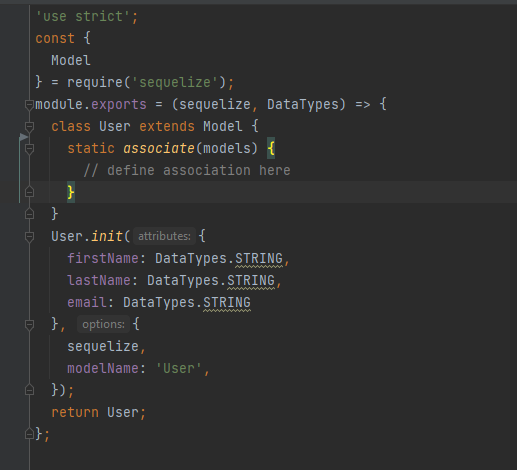 'use strict';
const {
  Model
} = require('sequelize');
module.exports = (sequelize, DataTypes) => {
  class User extends Model {
    static associate(models) {
      // define association here
    }
  }
  User.init( attributes: {
    firstName: DataTypes.STRING,
    lastName: DataTypes.STRING,
    email: DataTypes.STRING
  }, options: {
    sequelize,
    modelName: 'User',
  });
  return User;
};